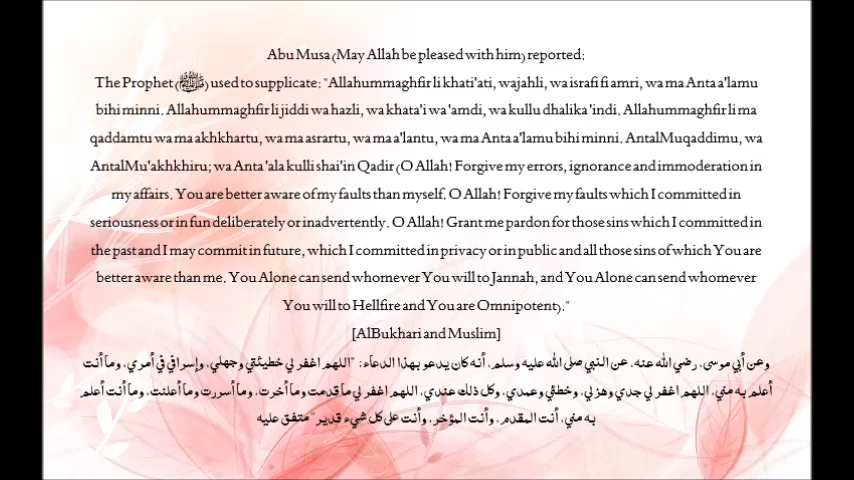 Abu Musa (May Allah be pleased with him) reported:
The Prophet (ﷺ) used to supplicate: "Allahummaghfir li khati'ati, wa jahli, wa israfi fi amri, wa ma Anta a'lamu
bihi minni. Allahummaghfir li jiddi wa hazli, wa khata'i wa 'amdi, wa kullu dhalika 'indi. Allahummaghfir li ma
qaddamtu wa ma akhkhartu, wa ma asrartu, wa ma a'lantu, wa ma Anta a'lamu bihi minni. AntalMuqaddimu, wa
AntalMu'akhkhiru; wa Anta 'ala kulli shai'in Qadir (O Allah! Forgive my errors, ignorance and immoderation in
my affairs. You are better aware of my faults than myself. O Allah! Forgive my faults which I committed in
seriousness or in fun deliberately or inadvertently. O Allah! Grant me pardon for those sins which I committed in
the past and I may commit in future, which I committed in privacy or in public and all those sins of which You are
better aware than me. You Alone can send whomever You will to Jannah, and You Alone can send whomever
You will to Hellfire and You are Omnipotent)."
[AlBukhari and Muslim]
وعن أبي موسى، رضي الله عنه، عن النبي صلى الله عليه وسلم، أنه كان يدعو بهذا الدعاء: "اللهم اغفر لي خطيئتي وجهلي، وإسرافي في أمري، وما أنت
أعلم به مني، اللهم اغفر لي جدي وهزلي، وخطئي وعمدي، وكل ذلك عندي، اللهم اغفر لي ما قدمت وما أخرت، وما أسررت وما أعلنت، وما أنت أعلم
به مني، أنت المقدم، وأنت المؤخر، وأنت على كل شيء قدير" متفق عليه